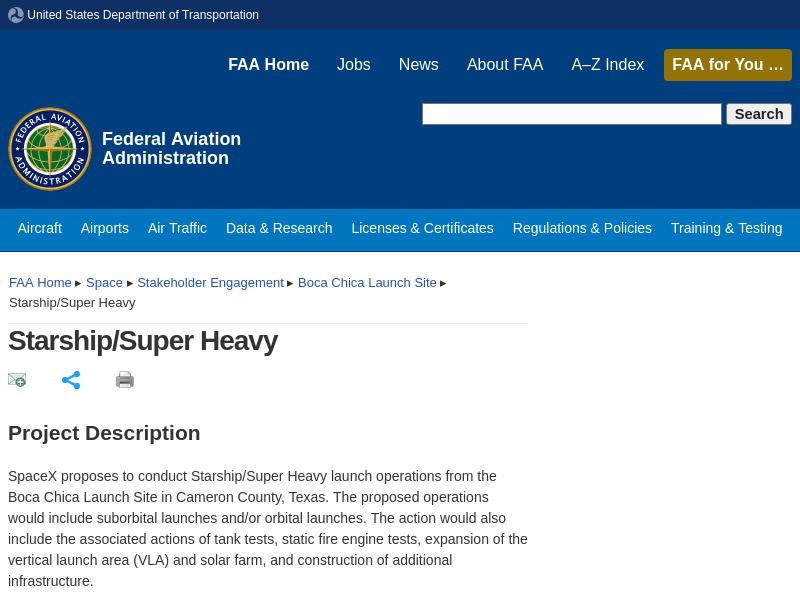 United States Department of Transportation
FAA Home Jobs News About FAA A–Z Index FAA for You …
Search
FEDERAL AVIATION ADMINISTRATION
Federal Aviation
Administration
Aircraft Airports Air Traffic Data & Research Licenses & Certificates Regulations & Policies Training & Testing
FAA Home ▸ Space ▸ Stakeholder Engagement ▸ Boca Chica Launch Site ▸
Starship/Super Heavy
Starship/Super Heavy
Project Description
SpaceX proposes to conduct Starship/Super Heavy launch operations from the
Boca Chica Launch Site in Cameron County, Texas. The proposed operations
would include suborbital launches and/or orbital launches. The action would also
include the associated actions of tank tests, static fire engine tests, expansion of the
vertical launch area (VLA) and solar farm, and construction of additional
infrastructure.